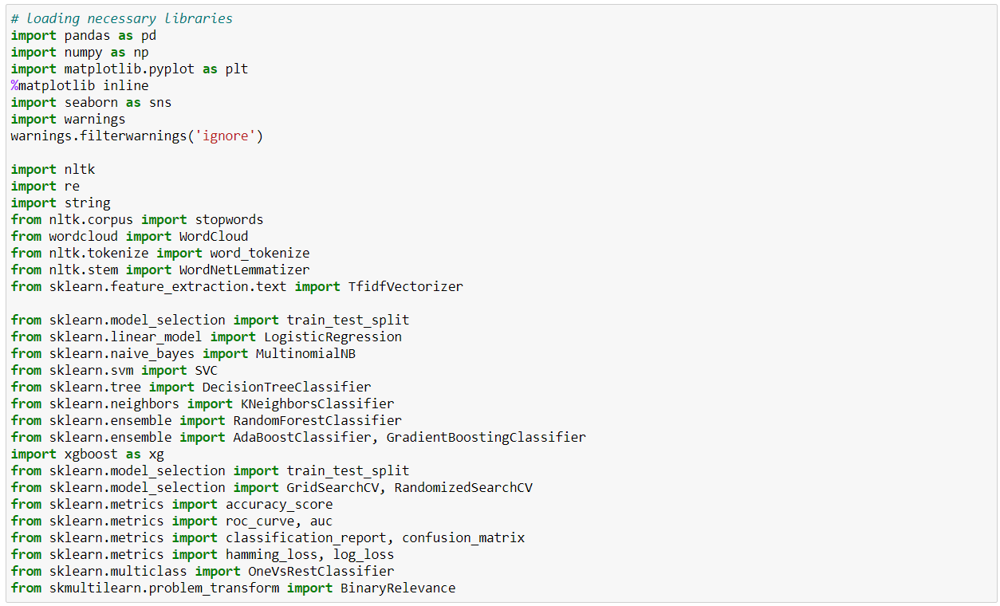 # loading necessary libraries
import pandas as pd
import numpy as np
import matplotlib.pyplot as plt
%matplotlib inline
import seaborn as sns
import warnings
warnings.filterwarnings('ignore')
import nltk
import re
import string
from nltk.corpus import stopwords
from wordcloud import WordCloud
from nltk.tokenize import word_tokenize
from nltk.stem import WordNetLemmatizer
from sklearn.feature_extraction.text import TfidfVectorizer
from sklearn.model_selection import train_test_split
from sklearn.linear_model import LogisticRegression
from sklearn.naive_bayes import MultinomialNB
from sklearn.svm import SVC
from sklearn.tree import DecisionTreeClassifier
from sklearn.neighbors import KNeighborsClassifier
from sklearn.ensemble import RandomForestClassifier
from sklearn.ensemble import AdaBoostClassifier, GradientBoostingClassifier
import xgboost as xg
from sklearn.model_selection import train_test_split
from sklearn.model_selection import GridSearchCV, RandomizedSearchCV
from sklearn.metrics import accuracy_score
from sklearn.metrics import roc_curve, auc
from sklearn.metrics import classification_report, confusion_matrix
from sklearn.metrics import hamming_loss, log_loss
from sklearn.multiclass import OneVsRestClassifier
from skmultilearn.problem_transform import BinaryRelevance